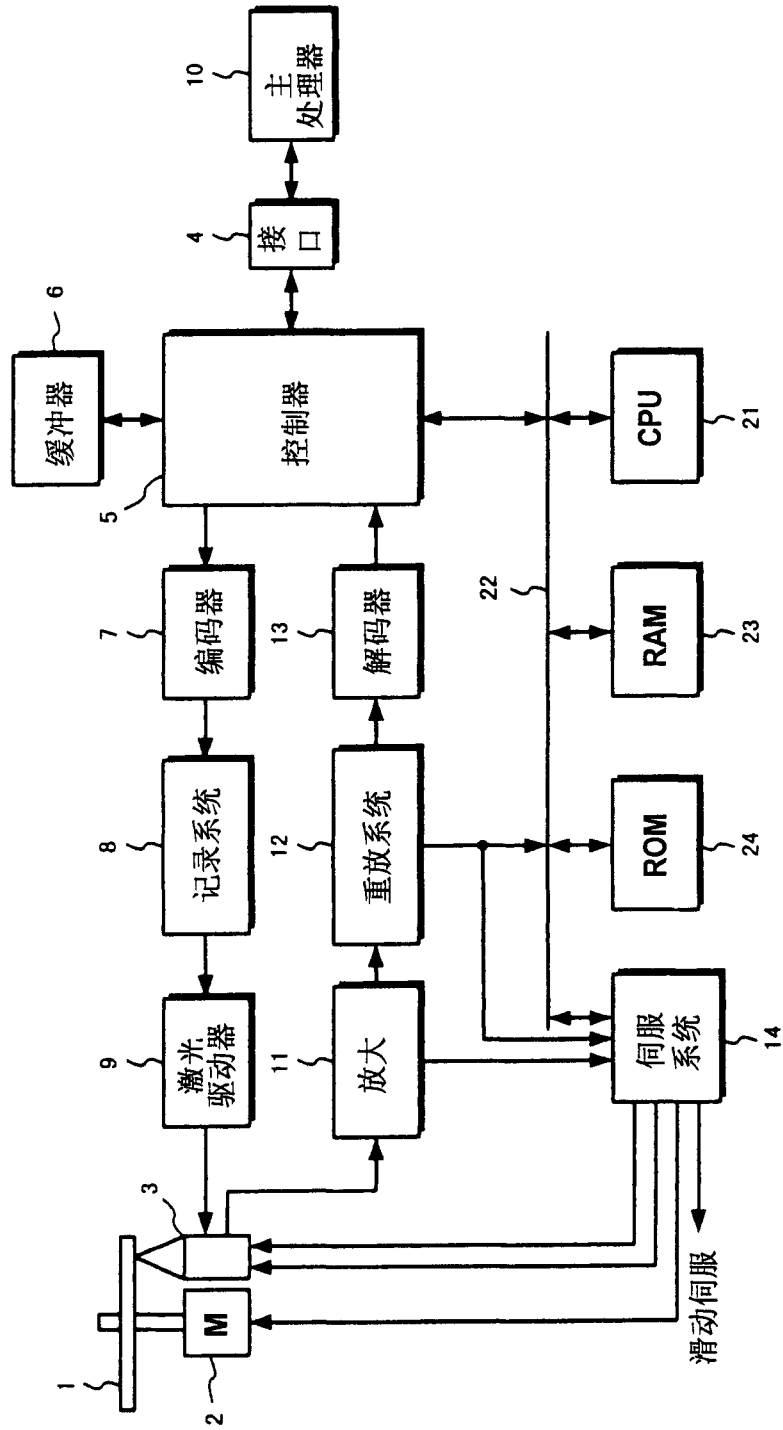 1
2
M
3
激光
驱动器
9
记录系统
8
编码器
7
缓冲器
6
控制器
5
接口
4
主
处理器
10
放大
11
重放系统
12
解码器
13
22
伺服
系统
14
ROM
24
RAM
23
CPU
21
滑动伺服